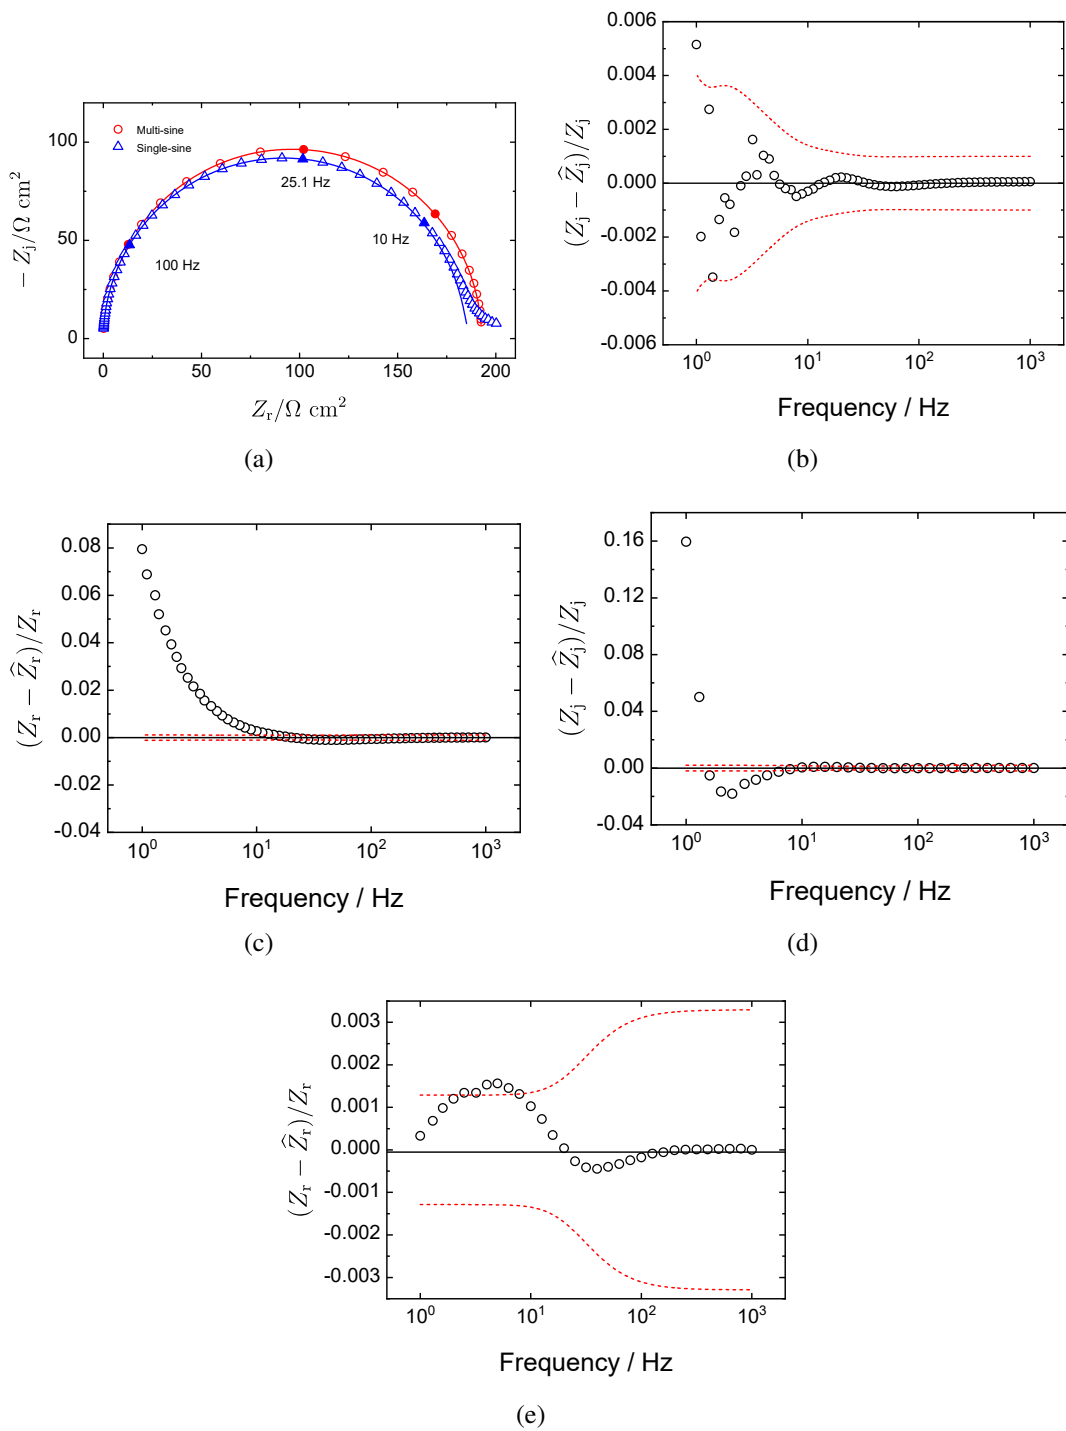 − Z_j/Ω cm²
100
50
0
Multi-sine
Single-sine
25.1 Hz
10 Hz
100 Hz
0 50 100 150 200
Z_r/Ω cm²
(a)
(Z_j − Ẑ_j)/Z_j
0.006
0.004
0.002
0.000
-0.002
-0.004
-0.006
10⁰ 10¹ 10² 10³
Frequency / Hz
(b)
(Z_r − Ẑ_r)/Z_r
0.08
0.06
0.04
0.02
0.00
-0.02
-0.04
10⁰ 10¹ 10² 10³
Frequency / Hz
(c)
(Z_j − Ẑ_j)/Z_j
0.16
0.12
0.08
0.04
0.00
-0.04
10⁰ 10¹ 10² 10³
Frequency / Hz
(d)
(Z_r − Ẑ_r)/Z_r
0.003
0.002
0.001
0.000
-0.001
-0.002
-0.003
10⁰ 10¹ 10² 10³
Frequency / Hz
(e)